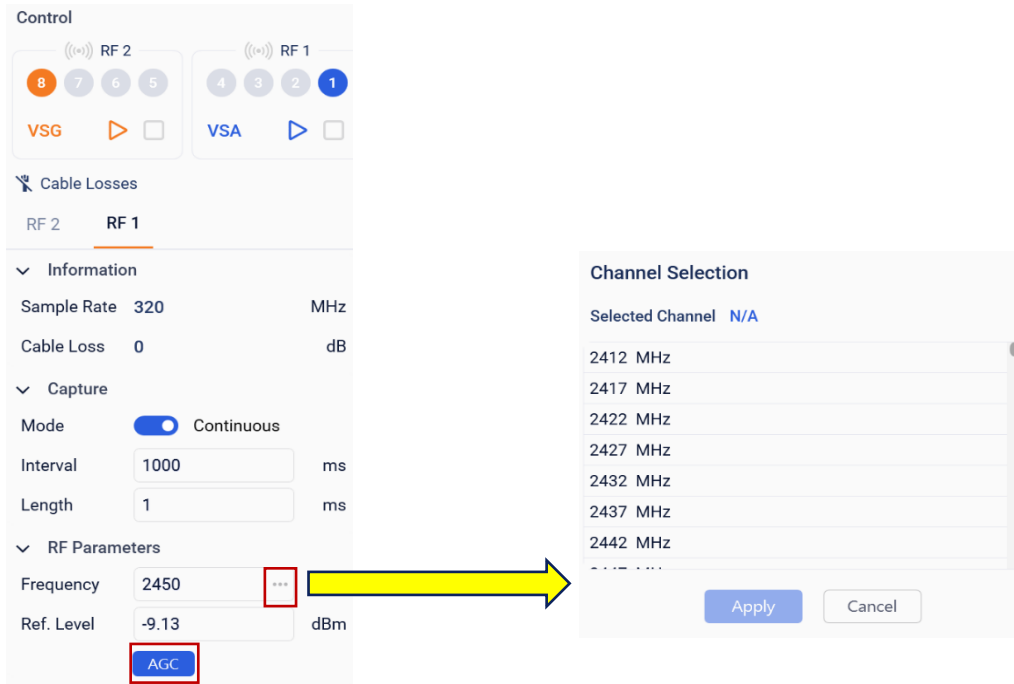 Control
RF 2
RF 1
8 7 6 5
4 3 2 1
VSG
VSA
Cable Losses
RF 2 RF 1
Information
Sample Rate 320 MHz
Cable Loss 0 dB
Capture
Mode Continuous
Interval 1000 ms
Length 1 ms
RF Parameters
Frequency 2450 ...
Ref. Level -9.13 dBm
AGC
Channel Selection
Selected Channel N/A
2412 MHz
2417 MHz
2422 MHz
2427 MHz
2432 MHz
2437 MHz
2442 MHz
Apply Cancel